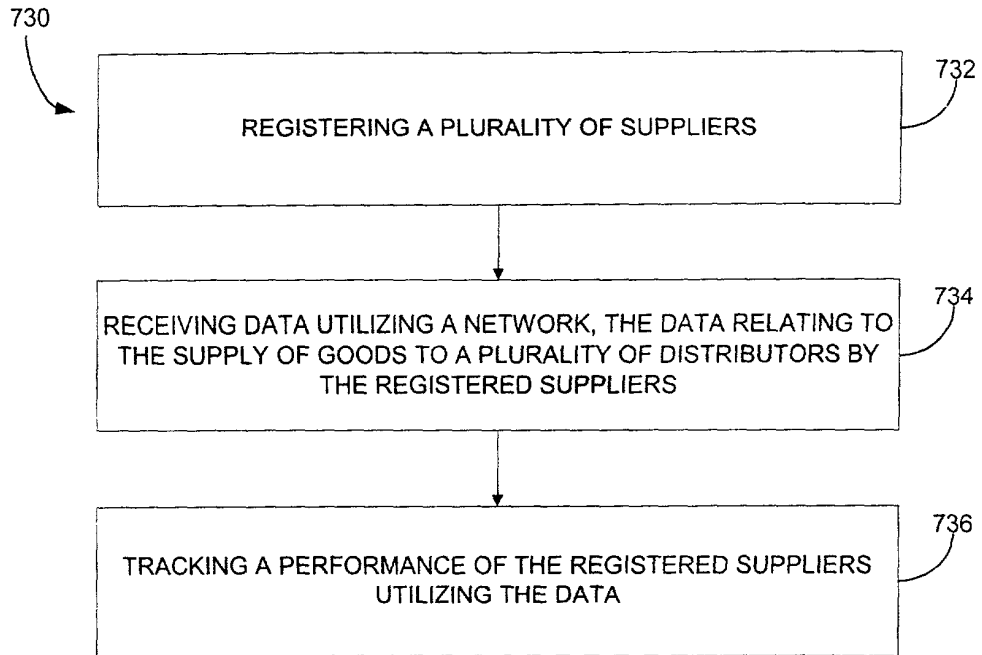 730
732
REGISTERING A PLURALITY OF SUPPLIERS
734
RECEIVING DATA UTILIZING A NETWORK, THE DATA RELATING TO
THE SUPPLY OF GOODS TO A PLURALITY OF DISTRIBUTORS BY
THE REGISTERED SUPPLIERS
736
TRACKING A PERFORMANCE OF THE REGISTERED SUPPLIERS
UTILIZING THE DATA